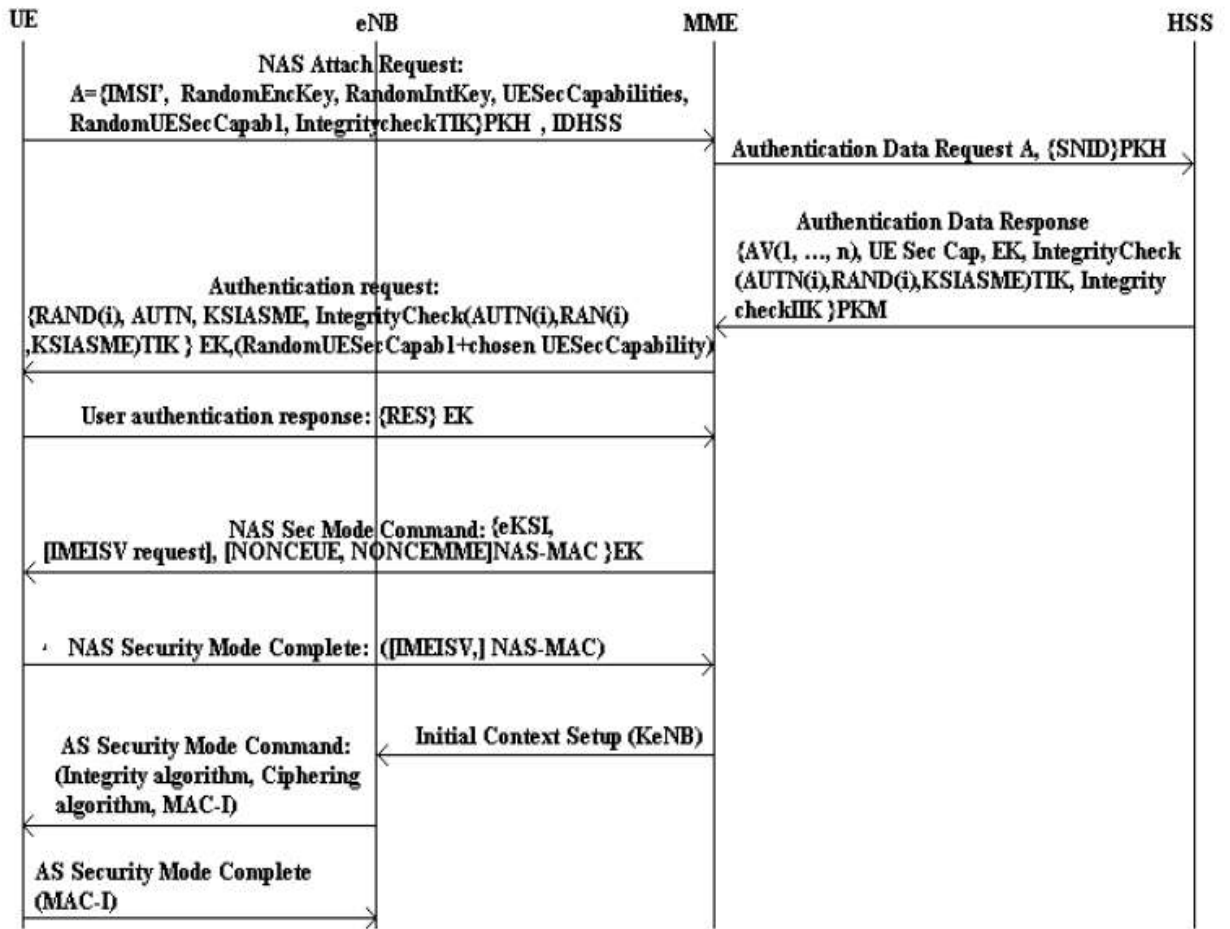 UE
eNB
MME
HSS
NAS Attach Request:
A={IMSI', RandomEncKey, RandomIntKey, UESecCapabilities,
RandomUESecCapab1, IntegritycheckTIK}PKH , IDHSS
Authentication Data Request A, {SNID}PKH
Authentication Data Response
{AV(1, ..., n), UE Sec Cap, EK, IntegrityCheck
(AUTN(i),RAND(i),KSIASME)TIK, Integrity
checkIIK }PKM
Authentication request:
{RAND(i), AUTN, KSIASME, IntegrityCheck(AUTN(i),RAN(i)
,KSIASME)TIK } EK,(RandomUESecCapab1+chosen UESecCapability)
User authentication response: {RES} EK
NAS Sec Mode Command: {eKSI,
[IMEISV request], [NONCEUE, NONCEMME]NAS-MAC }EK
NAS Security Mode Complete: ([IMEISV,] NAS-MAC)
Initial Context Setup (KeNB)
AS Security Mode Command:
(Integrity algorithm, Ciphering
algorithm, MAC-I)
AS Security Mode Complete
(MAC-I)